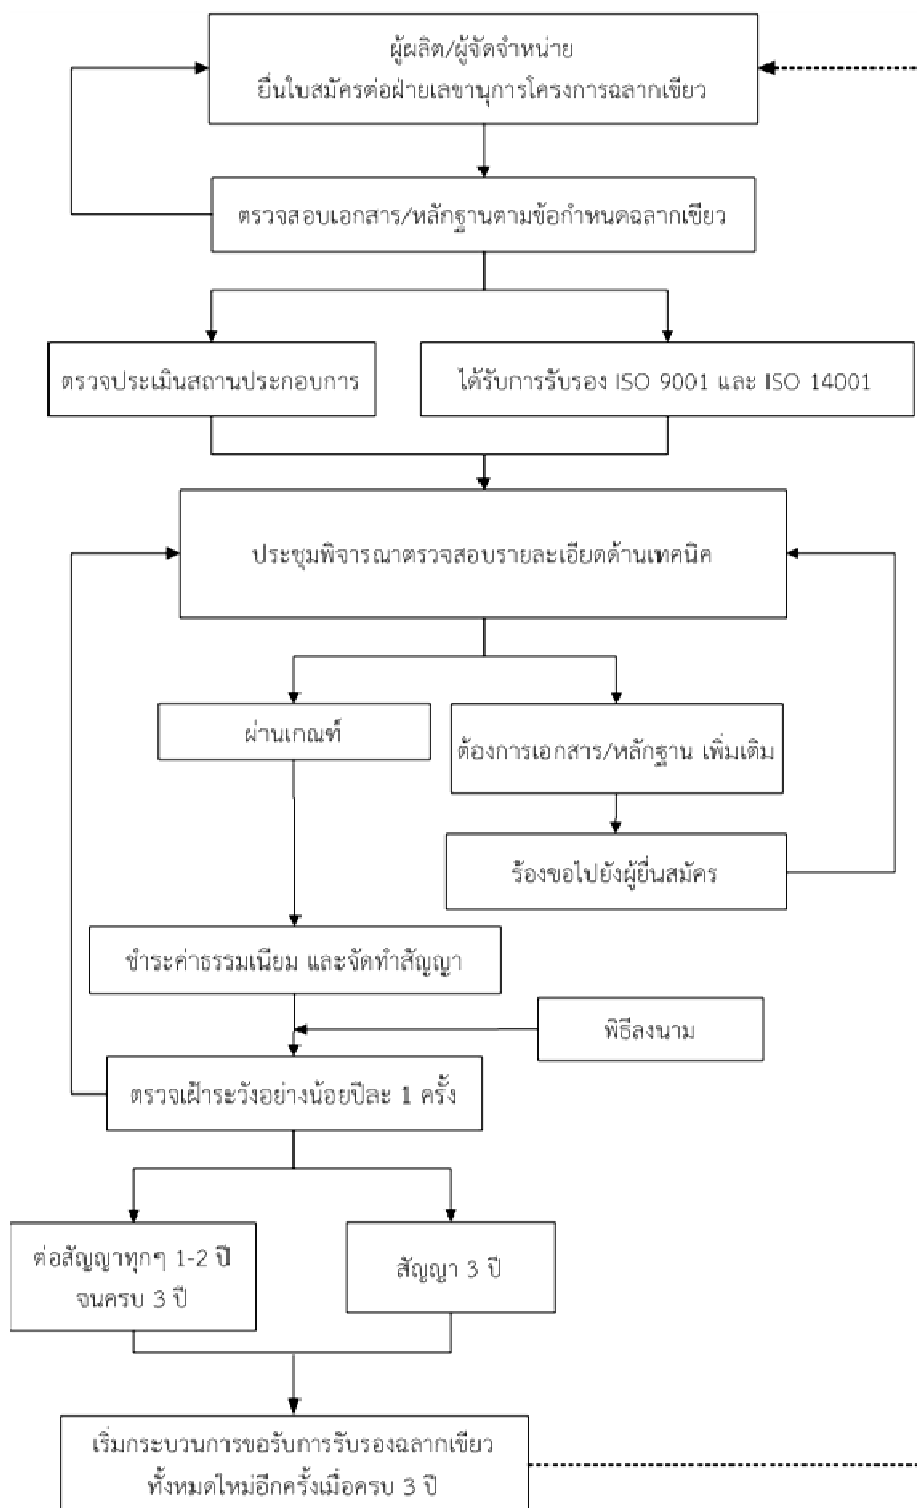 ผู้ผลิต/ผู้จัดจำหน่าย
ยื่นใบสมัครต่อฝ่ายเลขานุการโครงการฉลากเขียว
ตรวจสอบเอกสาร/หลักฐานตามข้อกำหนดฉลากเขียว
ตรวจประเมินสถานประกอบการ
ได้รับการรับรอง ISO 9001 และ ISO 14001
ประชุมพิจารณาตรวจสอบรายละเอียดด้านเทคนิค
ผ่านเกณฑ์
ต้องการเอกสาร/หลักฐาน เพิ่มเติม
ร้องขอไปยังผู้ยื่นสมัคร
ชำระค่าธรรมเนียม และจัดทำสัญญา
พิธีลงนาม
ตรวจเฝ้าระวังอย่างน้อยปีละ 1 ครั้ง
ต่อสัญญาทุกๆ 1-2 ปี
จนครบ 3 ปี
สัญญา 3 ปี
เริ่มกระบวนการขอรับการรับรองฉลากเขียว
ทั้งหมดใหม่อีกครั้งเมื่อครบ 3 ปี